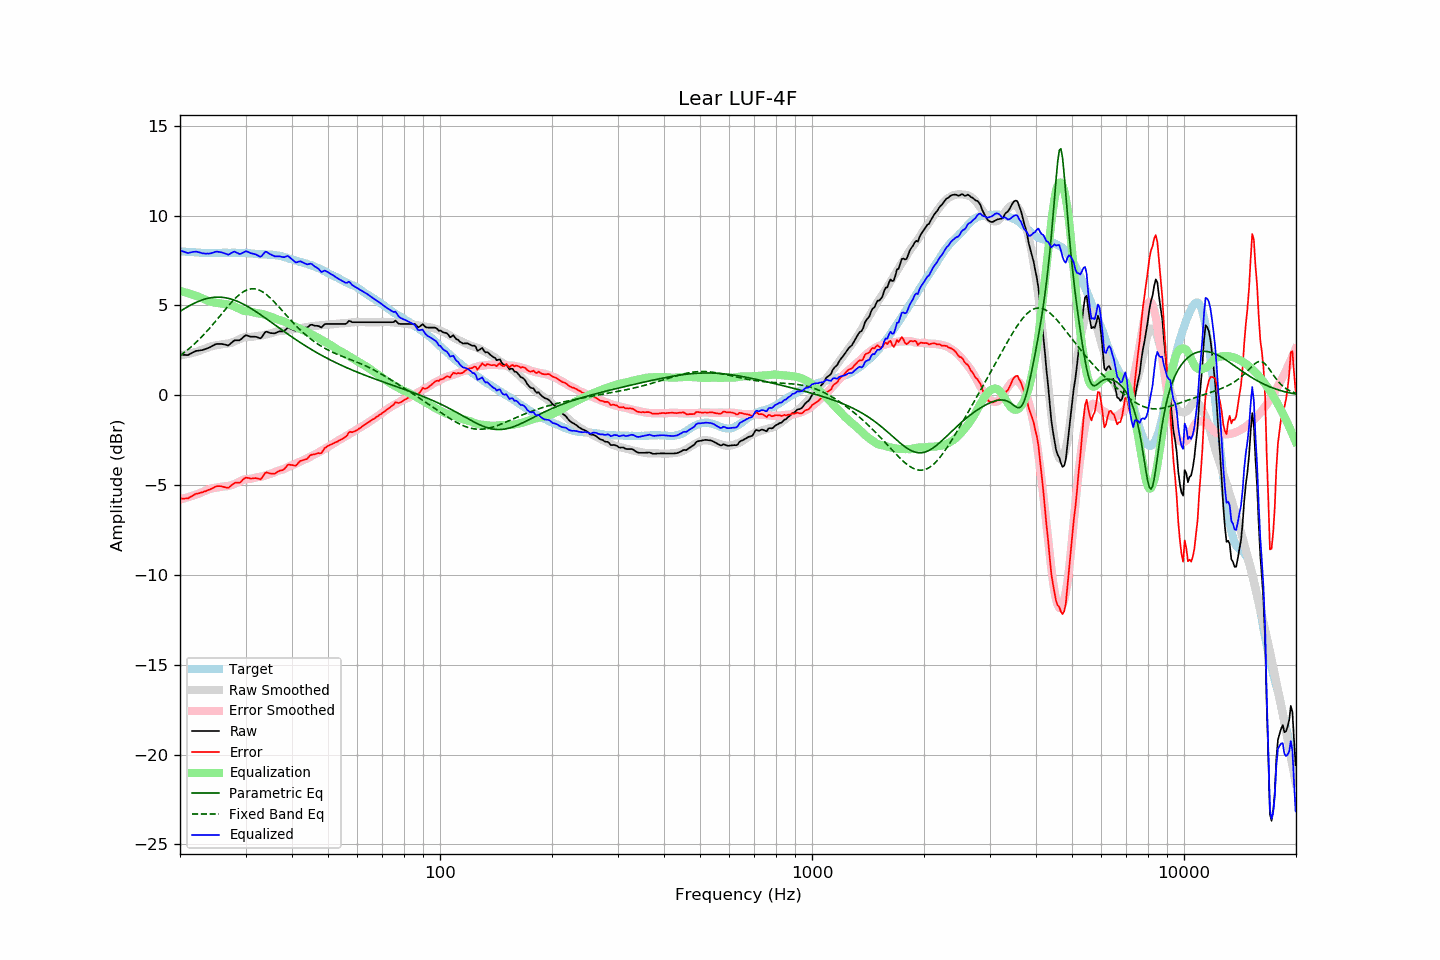 Lear LUF-4F
15
10
5
0
−5
−10
−15
−20
−25
Amplitude (dBr)
Target
Raw Smoothed
Error Smoothed
Raw
Error
Equalization
Parametric Eq
Fixed Band Eq
Equalized
100
1000
10000
Frequency (Hz)